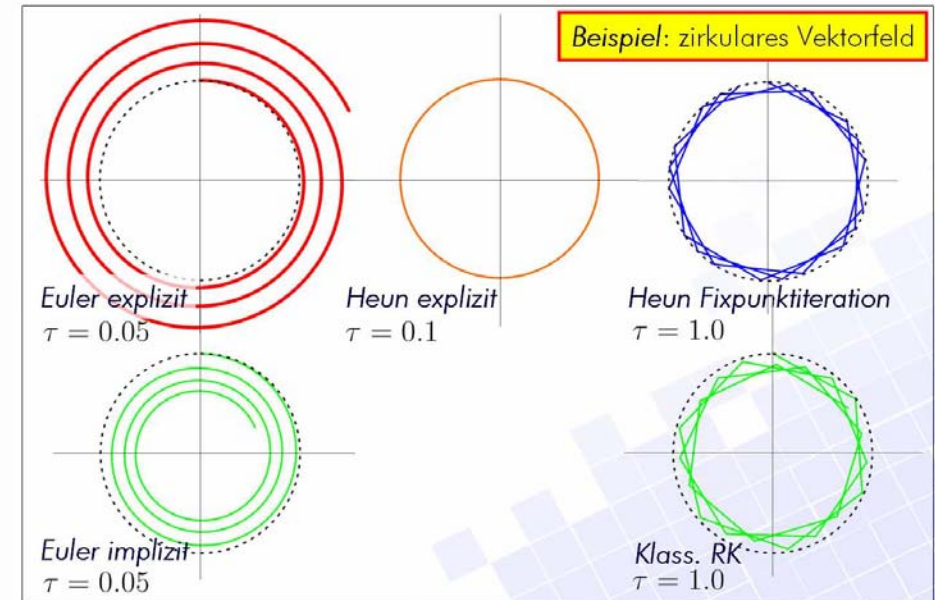 Beispiel: zirkulares Vektorfeld
Euler explizit
τ = 0.05
Heun explizit
τ = 0.1
Heun Fixpunktiteration
τ = 1.0
Euler implizit
τ = 0.05
Klass. RK
τ = 1.0